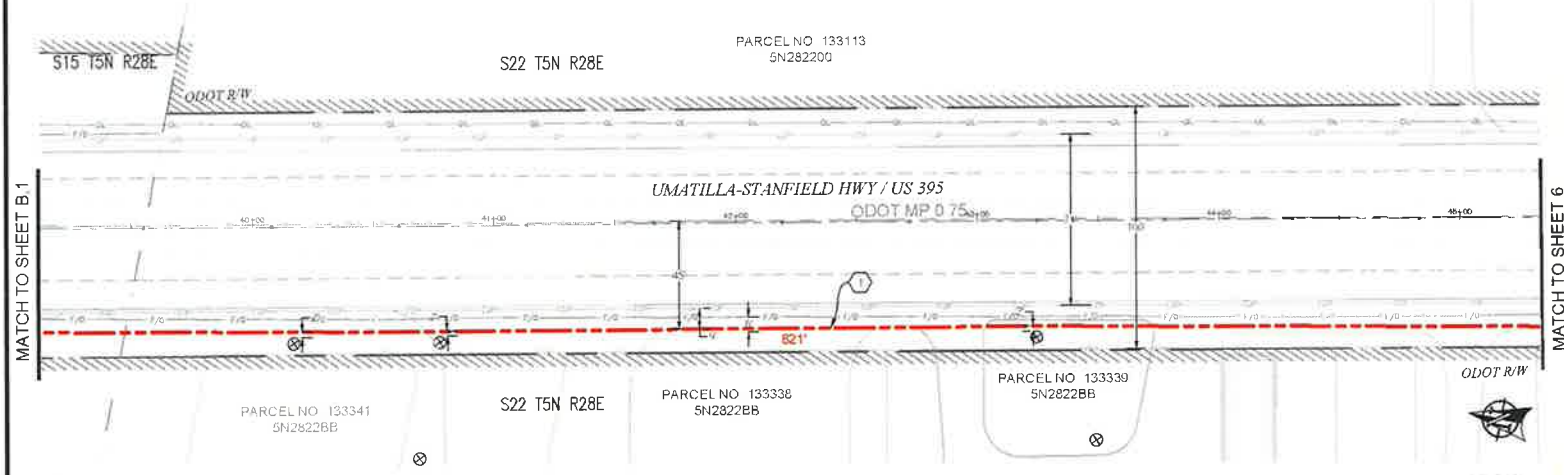 PARCEL NO 133113
5N282200
S15 T5N R28E
S22 T5N R28E
ODOT R/W
MATCH TO SHEET B.1
UMATILLA-STANFIELD HWY / US 395
ODOT MP 0 75
40+00
41+00
42+00
44+00
45'
100'
1
821'
MATCH TO SHEET 6
ODOT R/W
PARCEL NO 133341
5N2822BB
S22 T5N R28E
PARCEL NO 133338
5N2822BB
PARCEL NO 133339
5N2822BB